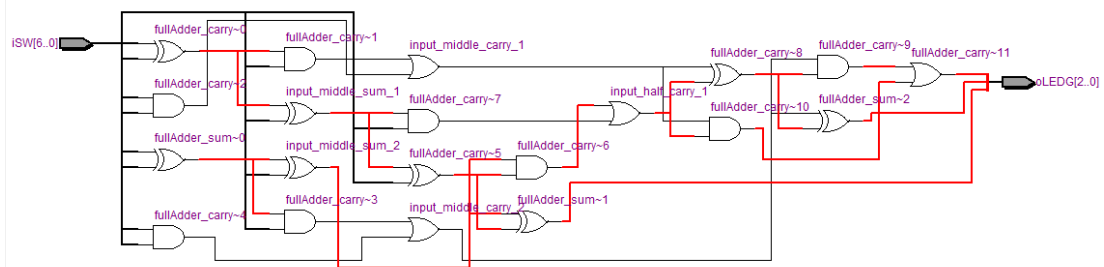 iSW[6..0]
fullAdder_carry~0
fullAdder_carry~1
input_middle_carry_1
fullAdder_carry~8
fullAdder_carry~9
fullAdder_carry~11
oLEDG[2..0]
fullAdder_carry~2
input_middle_sum_1
fullAdder_carry~7
input_half_carry_1
fullAdder_carry~10
fullAdder_sum~2
fullAdder_sum~0
input_middle_sum_2
fullAdder_carry~5
fullAdder_carry~6
fullAdder_carry~4
fullAdder_carry~3
input_middle_carry_2
fullAdder_sum~1